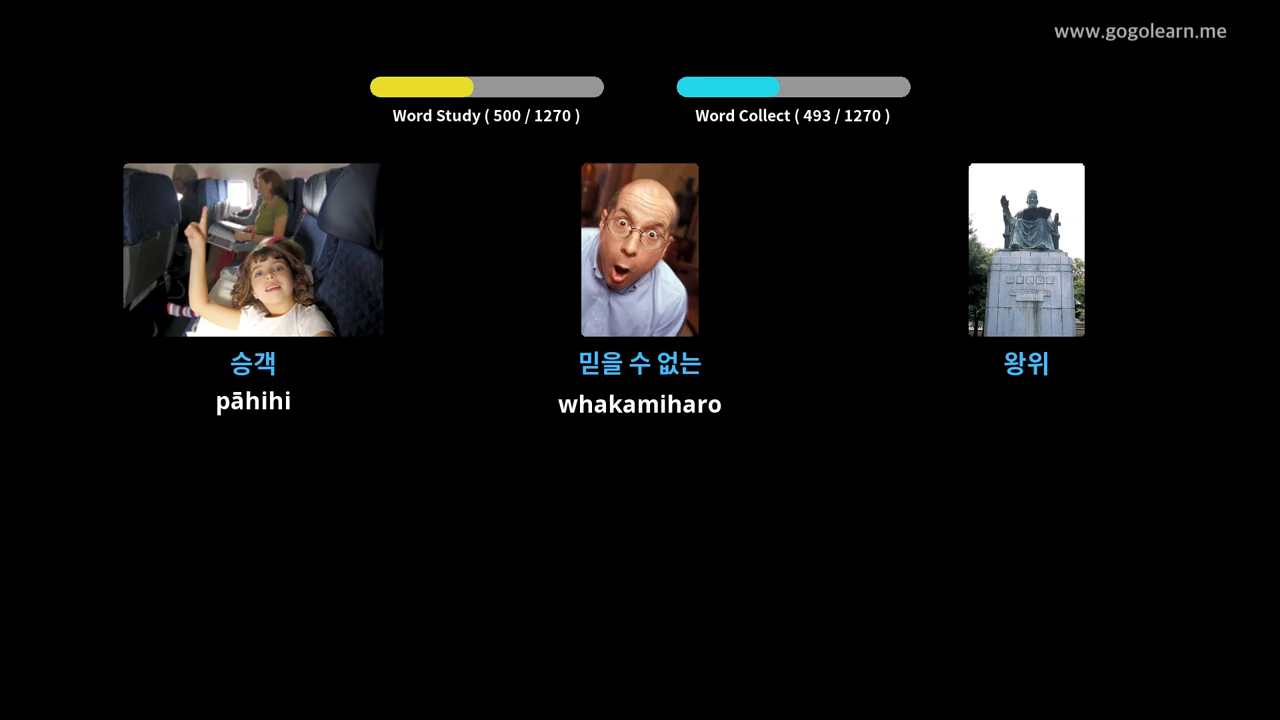 www.gogolearn.me
Word Study ( 500 / 1270 )
Word Collect ( 493 / 1270 )
승객
믿을 수 없는
왕위
pāhihi
whakamiharo